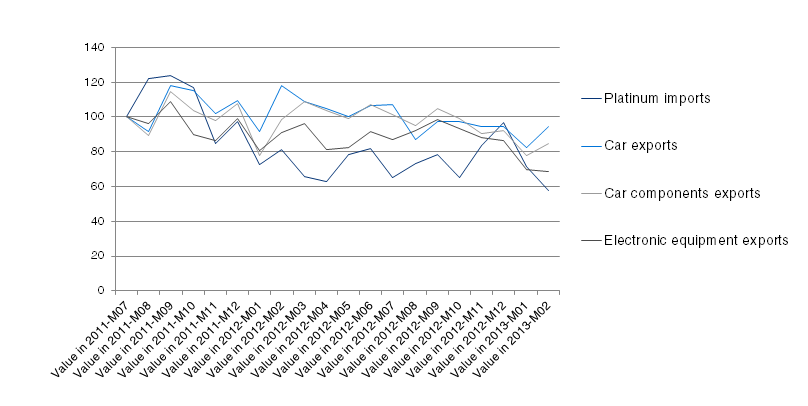 140
120
100
80
60
40
20
0
Value in 2011-M07
Value in 2011-M08
Value in 2011-M09
Value in 2011-M10
Value in 2011-M11
Value in 2011-M12
Value in 2012-M01
Value in 2012-M02
Value in 2012-M03
Value in 2012-M04
Value in 2012-M05
Value in 2012-M06
Value in 2012-M07
Value in 2012-M08
Value in 2012-M09
Value in 2012-M10
Value in 2012-M11
Value in 2012-M12
Value in 2013-M01
Value in 2013-M02
Platinum imports
Car exports
Car components exports
Electronic equipment exports